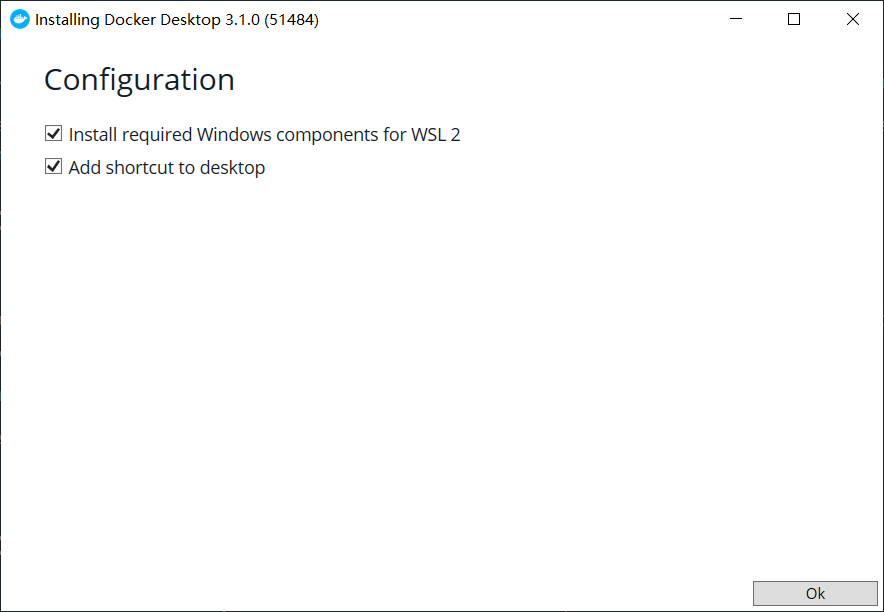 Installing Docker Desktop 3.1.0 (51484)
Configuration
Install required Windows components for WSL 2
Add shortcut to desktop
Ok